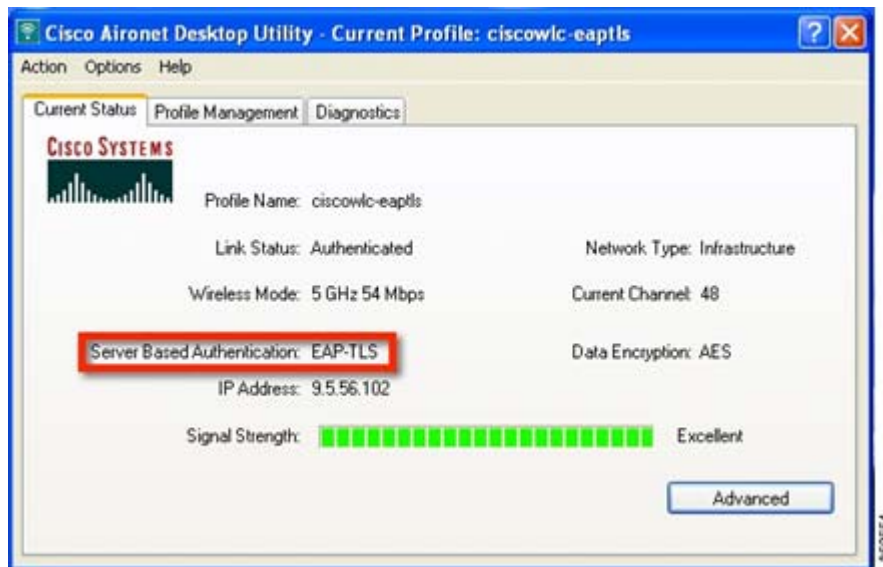 Cisco Aironet Desktop Utility - Current Profile: ciscowlc-eaptls
Action Options Help
Current Status Profile Management Diagnostics
CISCO SYSTEMS
Profile Name: ciscowlc-eaptls
Link Status: Authenticated Network Type: Infrastructure
Wireless Mode: 5 GHz 54 Mbps Current Channel: 48
Server Based Authentication: EAP-TLS Data Encryption: AES
IP Address: 9.5.56.102
Signal Strength: Excellent
Advanced